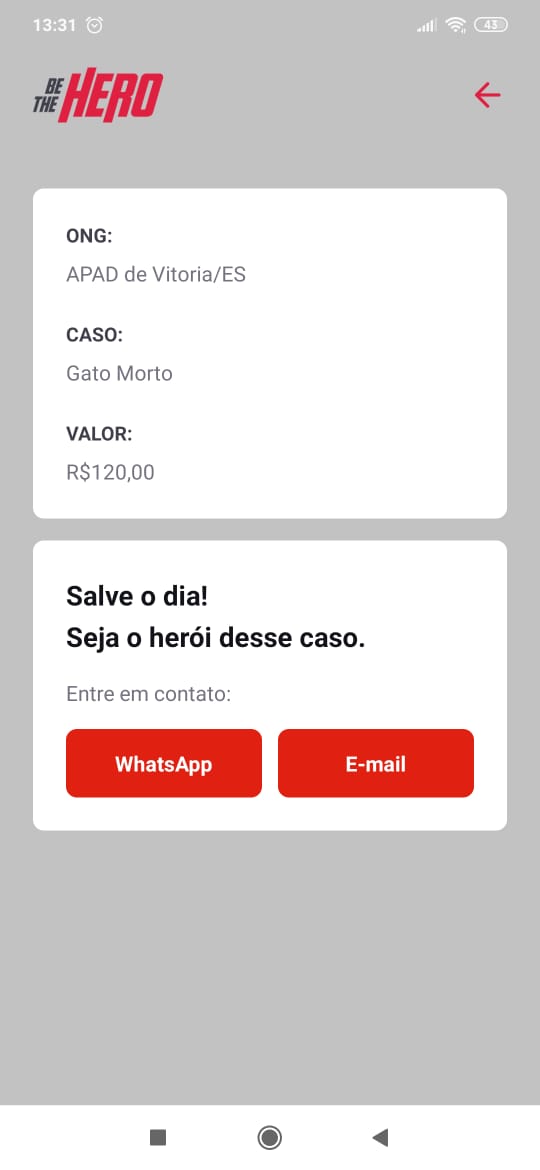 13:31
43
BE
THE HERO
ONG:
APAD de Vitoria/ES
CASO:
Gato Morto
VALOR:
R$120,00
Salve o dia!
Seja o herói desse caso.
Entre em contato:
WhatsApp
E-mail